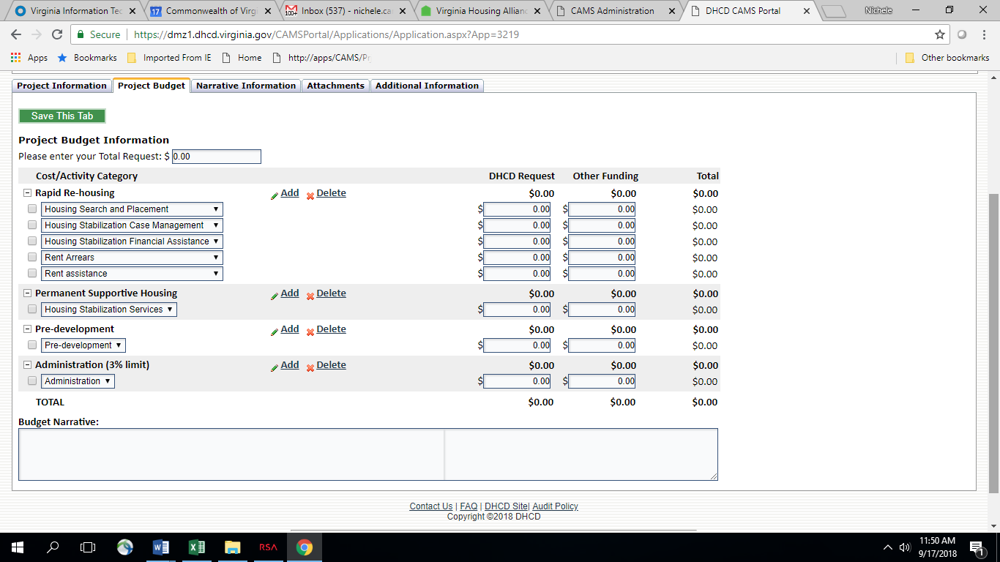 Virginia Information Tec
Commonwealth of Virgi
Inbox (537) - nichele.ca
Virginia Housing Allian
CAMS Administration
DHCD CAMS Portal
Nichele
Secure https://dmz1.dhcd.virginia.gov/CAMSPortal/Applications/Application.aspx?App=3219
Apps Bookmarks Imported From IE Home http://apps/CAMS/P Other bookmarks
Project Information Project Budget Narrative Information Attachments Additional Information
Save This Tab
Project Budget Information
Please enter your Total Request: $ 0.00
Cost/Activity Category DHCD Request Other Funding Total
Rapid Re-housing Add Delete $0.00 $0.00 $0.00
Housing Search and Placement $ 0.00 $ 0.00 $0.00
Housing Stabilization Case Management $ 0.00 $ 0.00 $0.00
Housing Stabilization Financial Assistance $ 0.00 $ 0.00 $0.00
Rent Arrears $ 0.00 $ 0.00 $0.00
Rent assistance $ 0.00 $ 0.00 $0.00
Permanent Supportive Housing Add Delete $0.00 $0.00 $0.00
Housing Stabilization Services $ 0.00 $ 0.00 $0.00
Pre-development Add Delete $0.00 $0.00 $0.00
Pre-development $ 0.00 $ 0.00 $0.00
Administration (3% limit) Add Delete $0.00 $0.00 $0.00
Administration $ 0.00 $ 0.00 $0.00
TOTAL $0.00 $0.00 $0.00
Budget Narrative:
Contact Us | FAQ | DHCD Site| Audit Policy
Copyright ©2018 DHCD
RSA
11:50 AM
9/17/2018
1